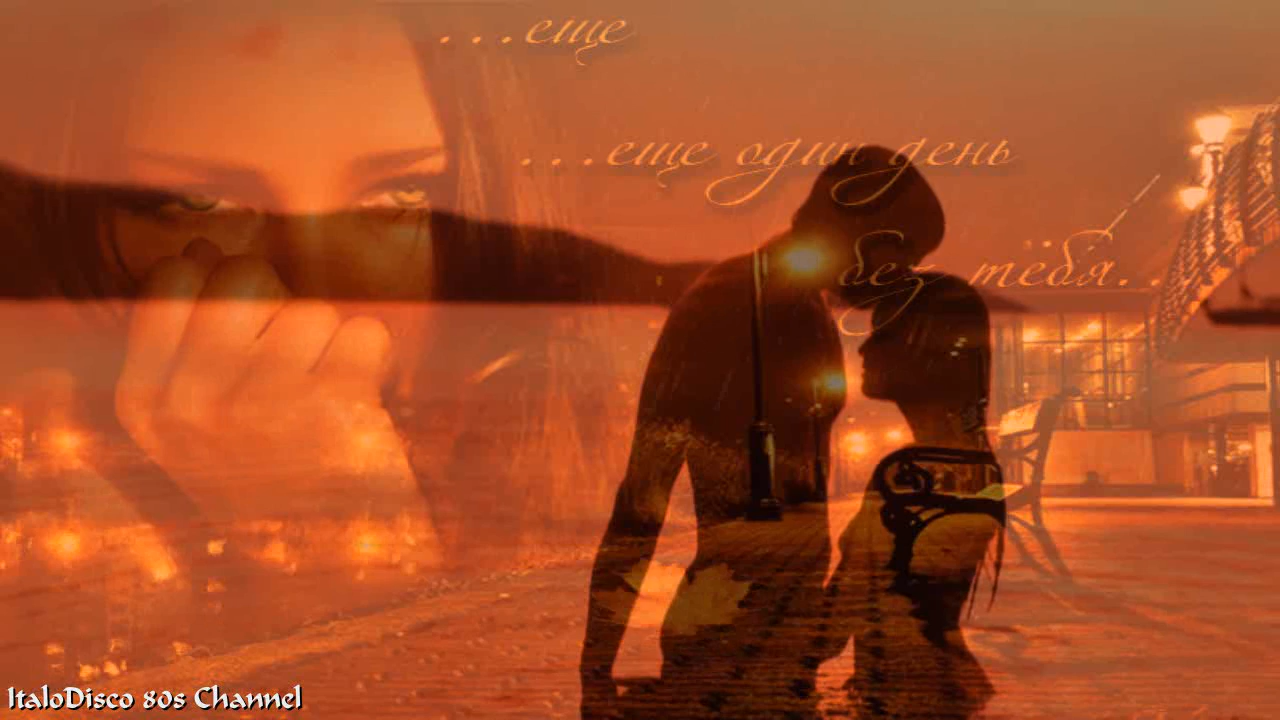 ...еще
...еще один день
без тебя..
ItaloDisco 80s Channel